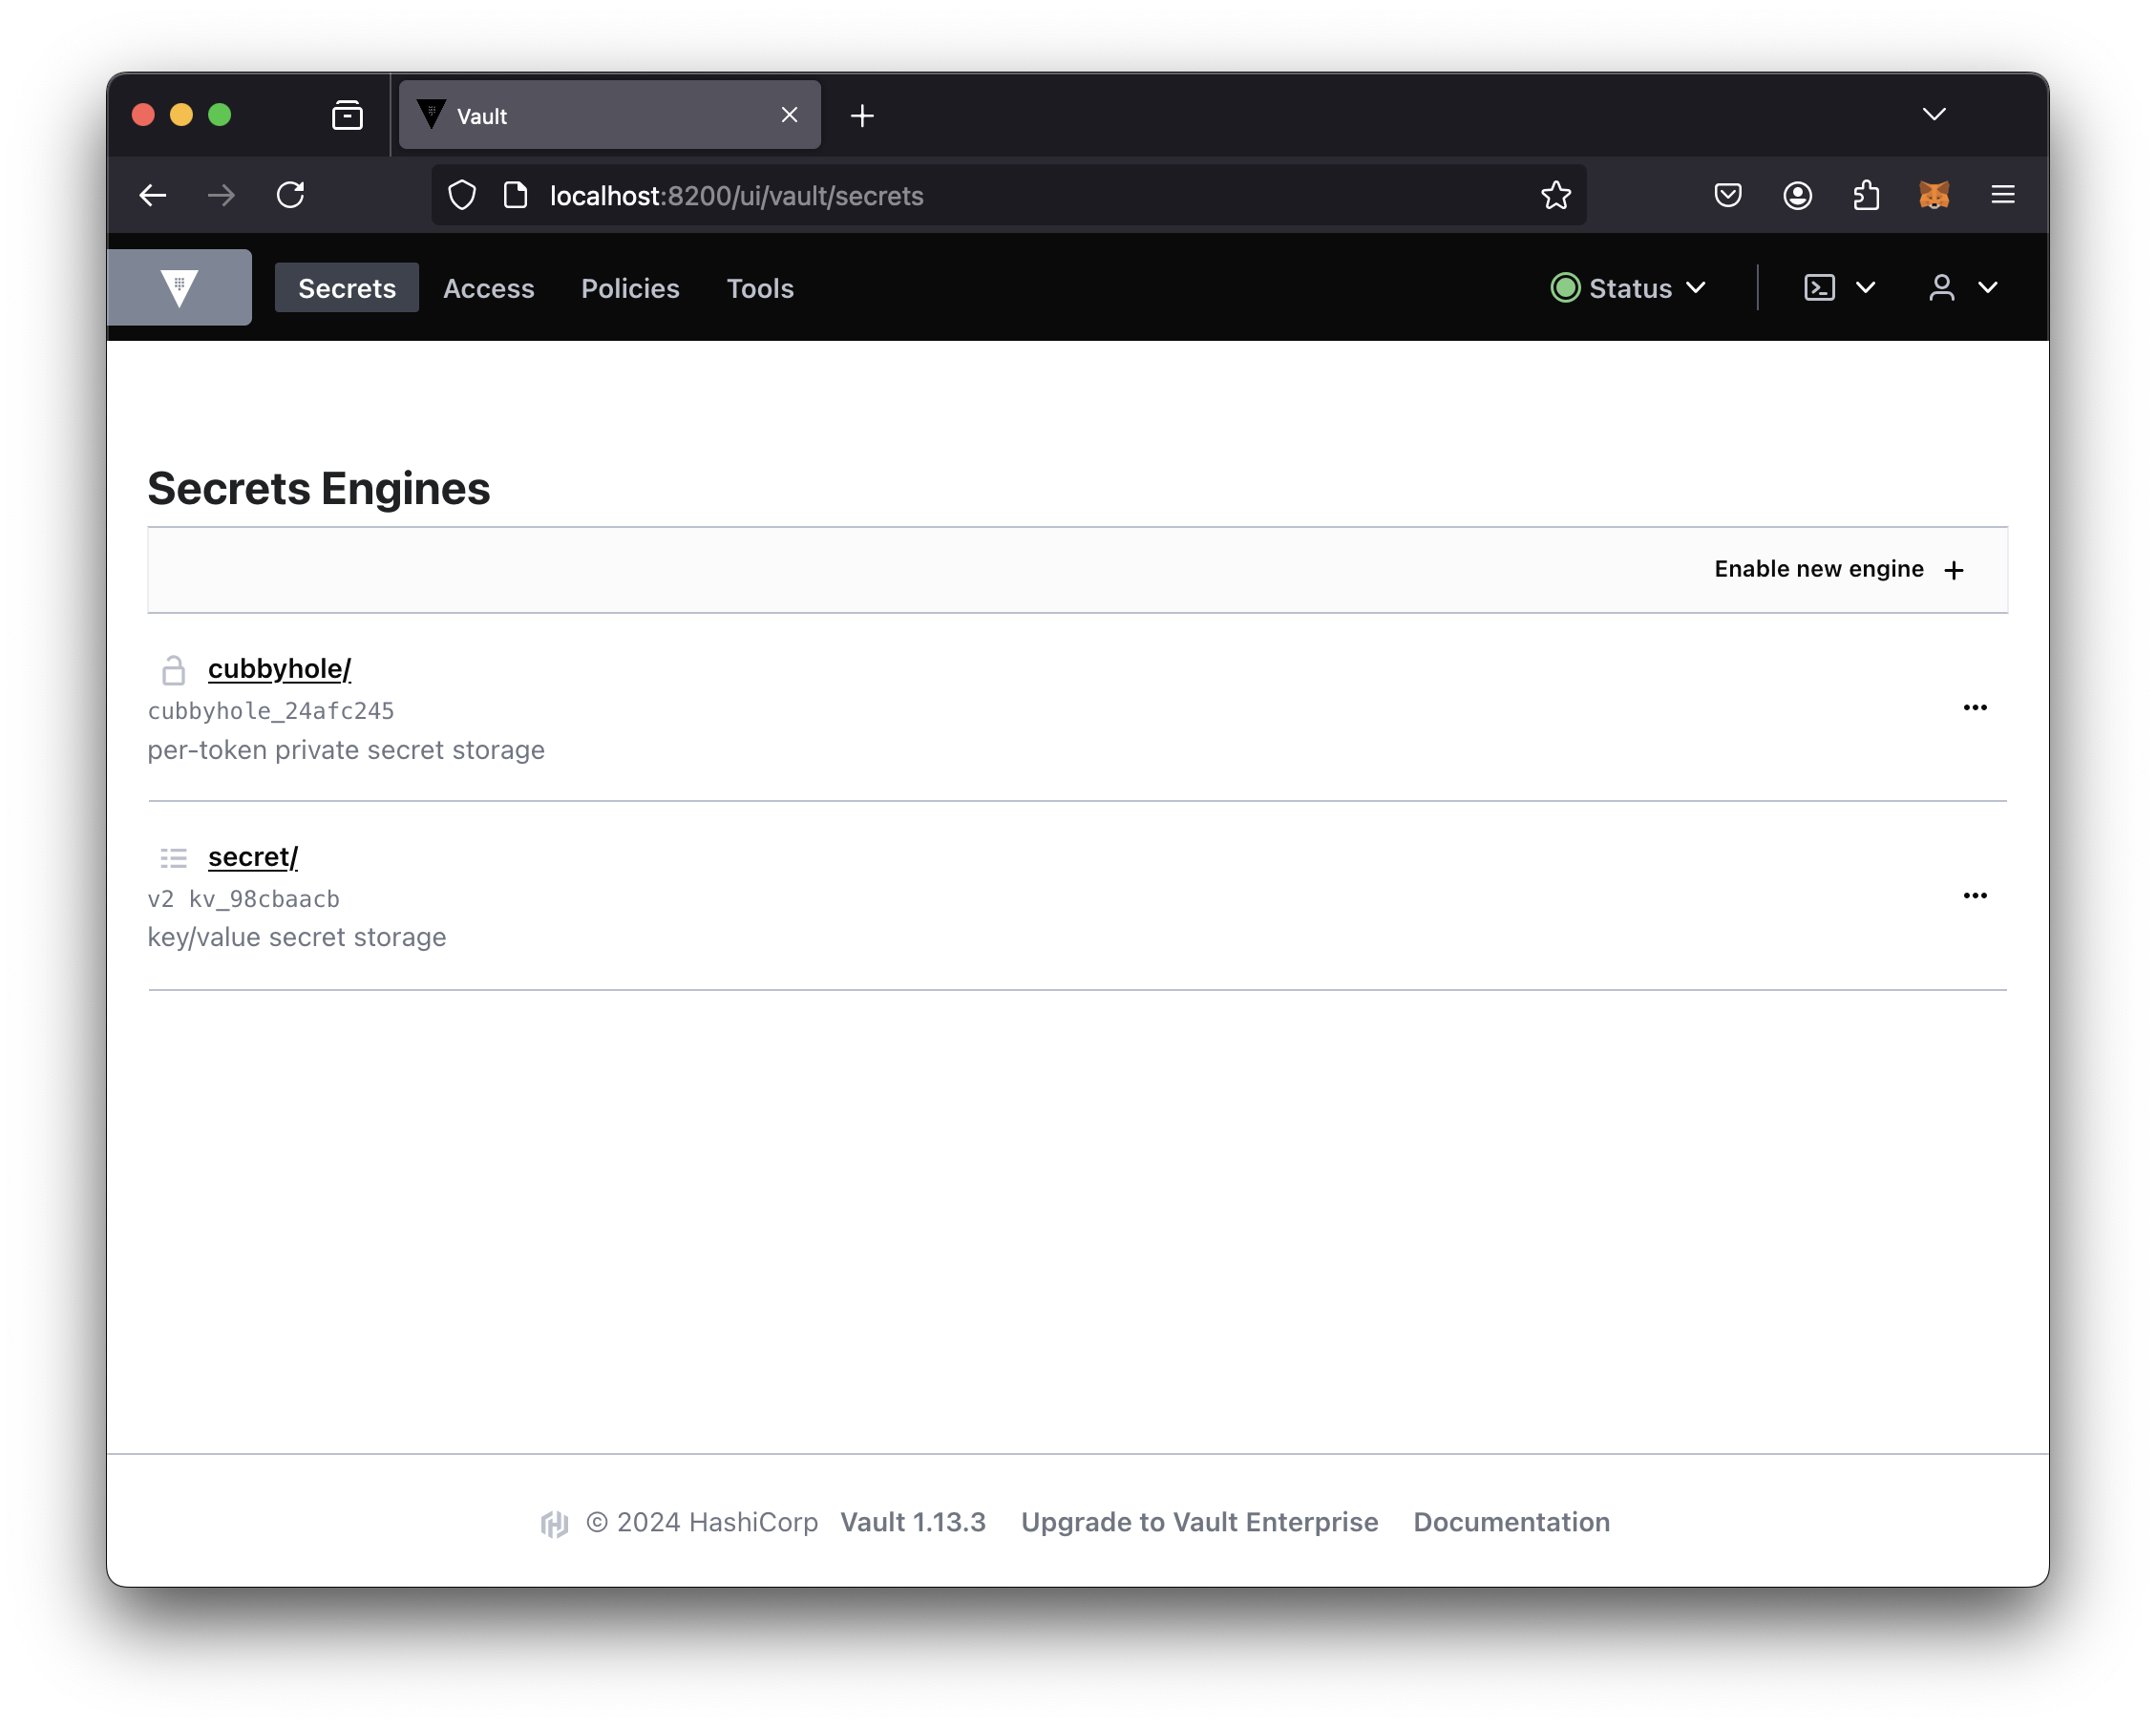 Vault
localhost:8200/ui/vault/secrets
Secrets Access Policies Tools Status
Secrets Engines
Enable new engine
cubbyhole/
cubbyhole_24afc245
per-token private secret storage
secret/
v2 kv_98cbaacb
key/value secret storage
© 2024 HashiCorp Vault 1.13.3 Upgrade to Vault Enterprise Documentation